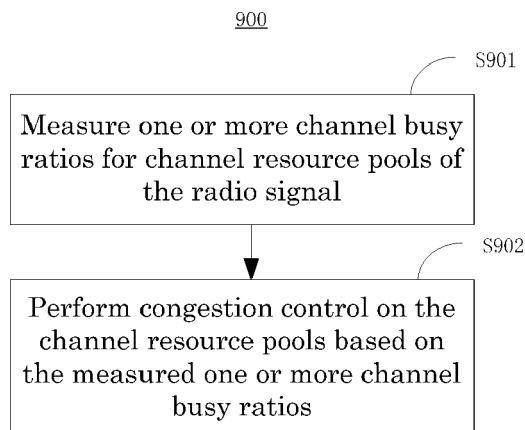 900
S901
Measure one or more channel busy
ratios for channel resource pools of
the radio signal
S902
Perform congestion control on the
channel resource pools based on
the measured one or more channel
busy ratios